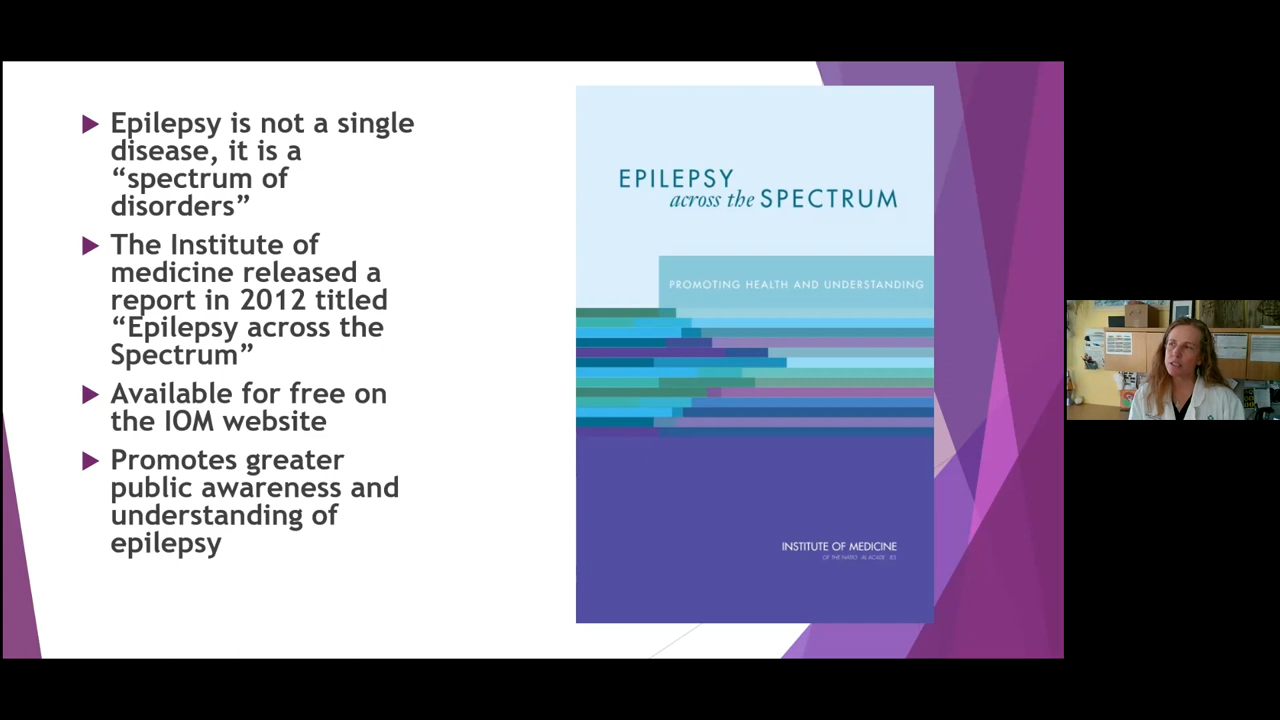 Epilepsy is not a single
disease, it is a
“spectrum of
disorders”
The Institute of
medicine released a
report in 2012 titled
“Epilepsy across the
Spectrum”
Available for free on
the IOM website
Promotes greater
public awareness and
understanding of
epilepsy
EPILEPSY
across the SPECTRUM
PROMOTING HEALTH AND UNDERSTANDING
INSTITUTE OF MEDICINE
OF THE